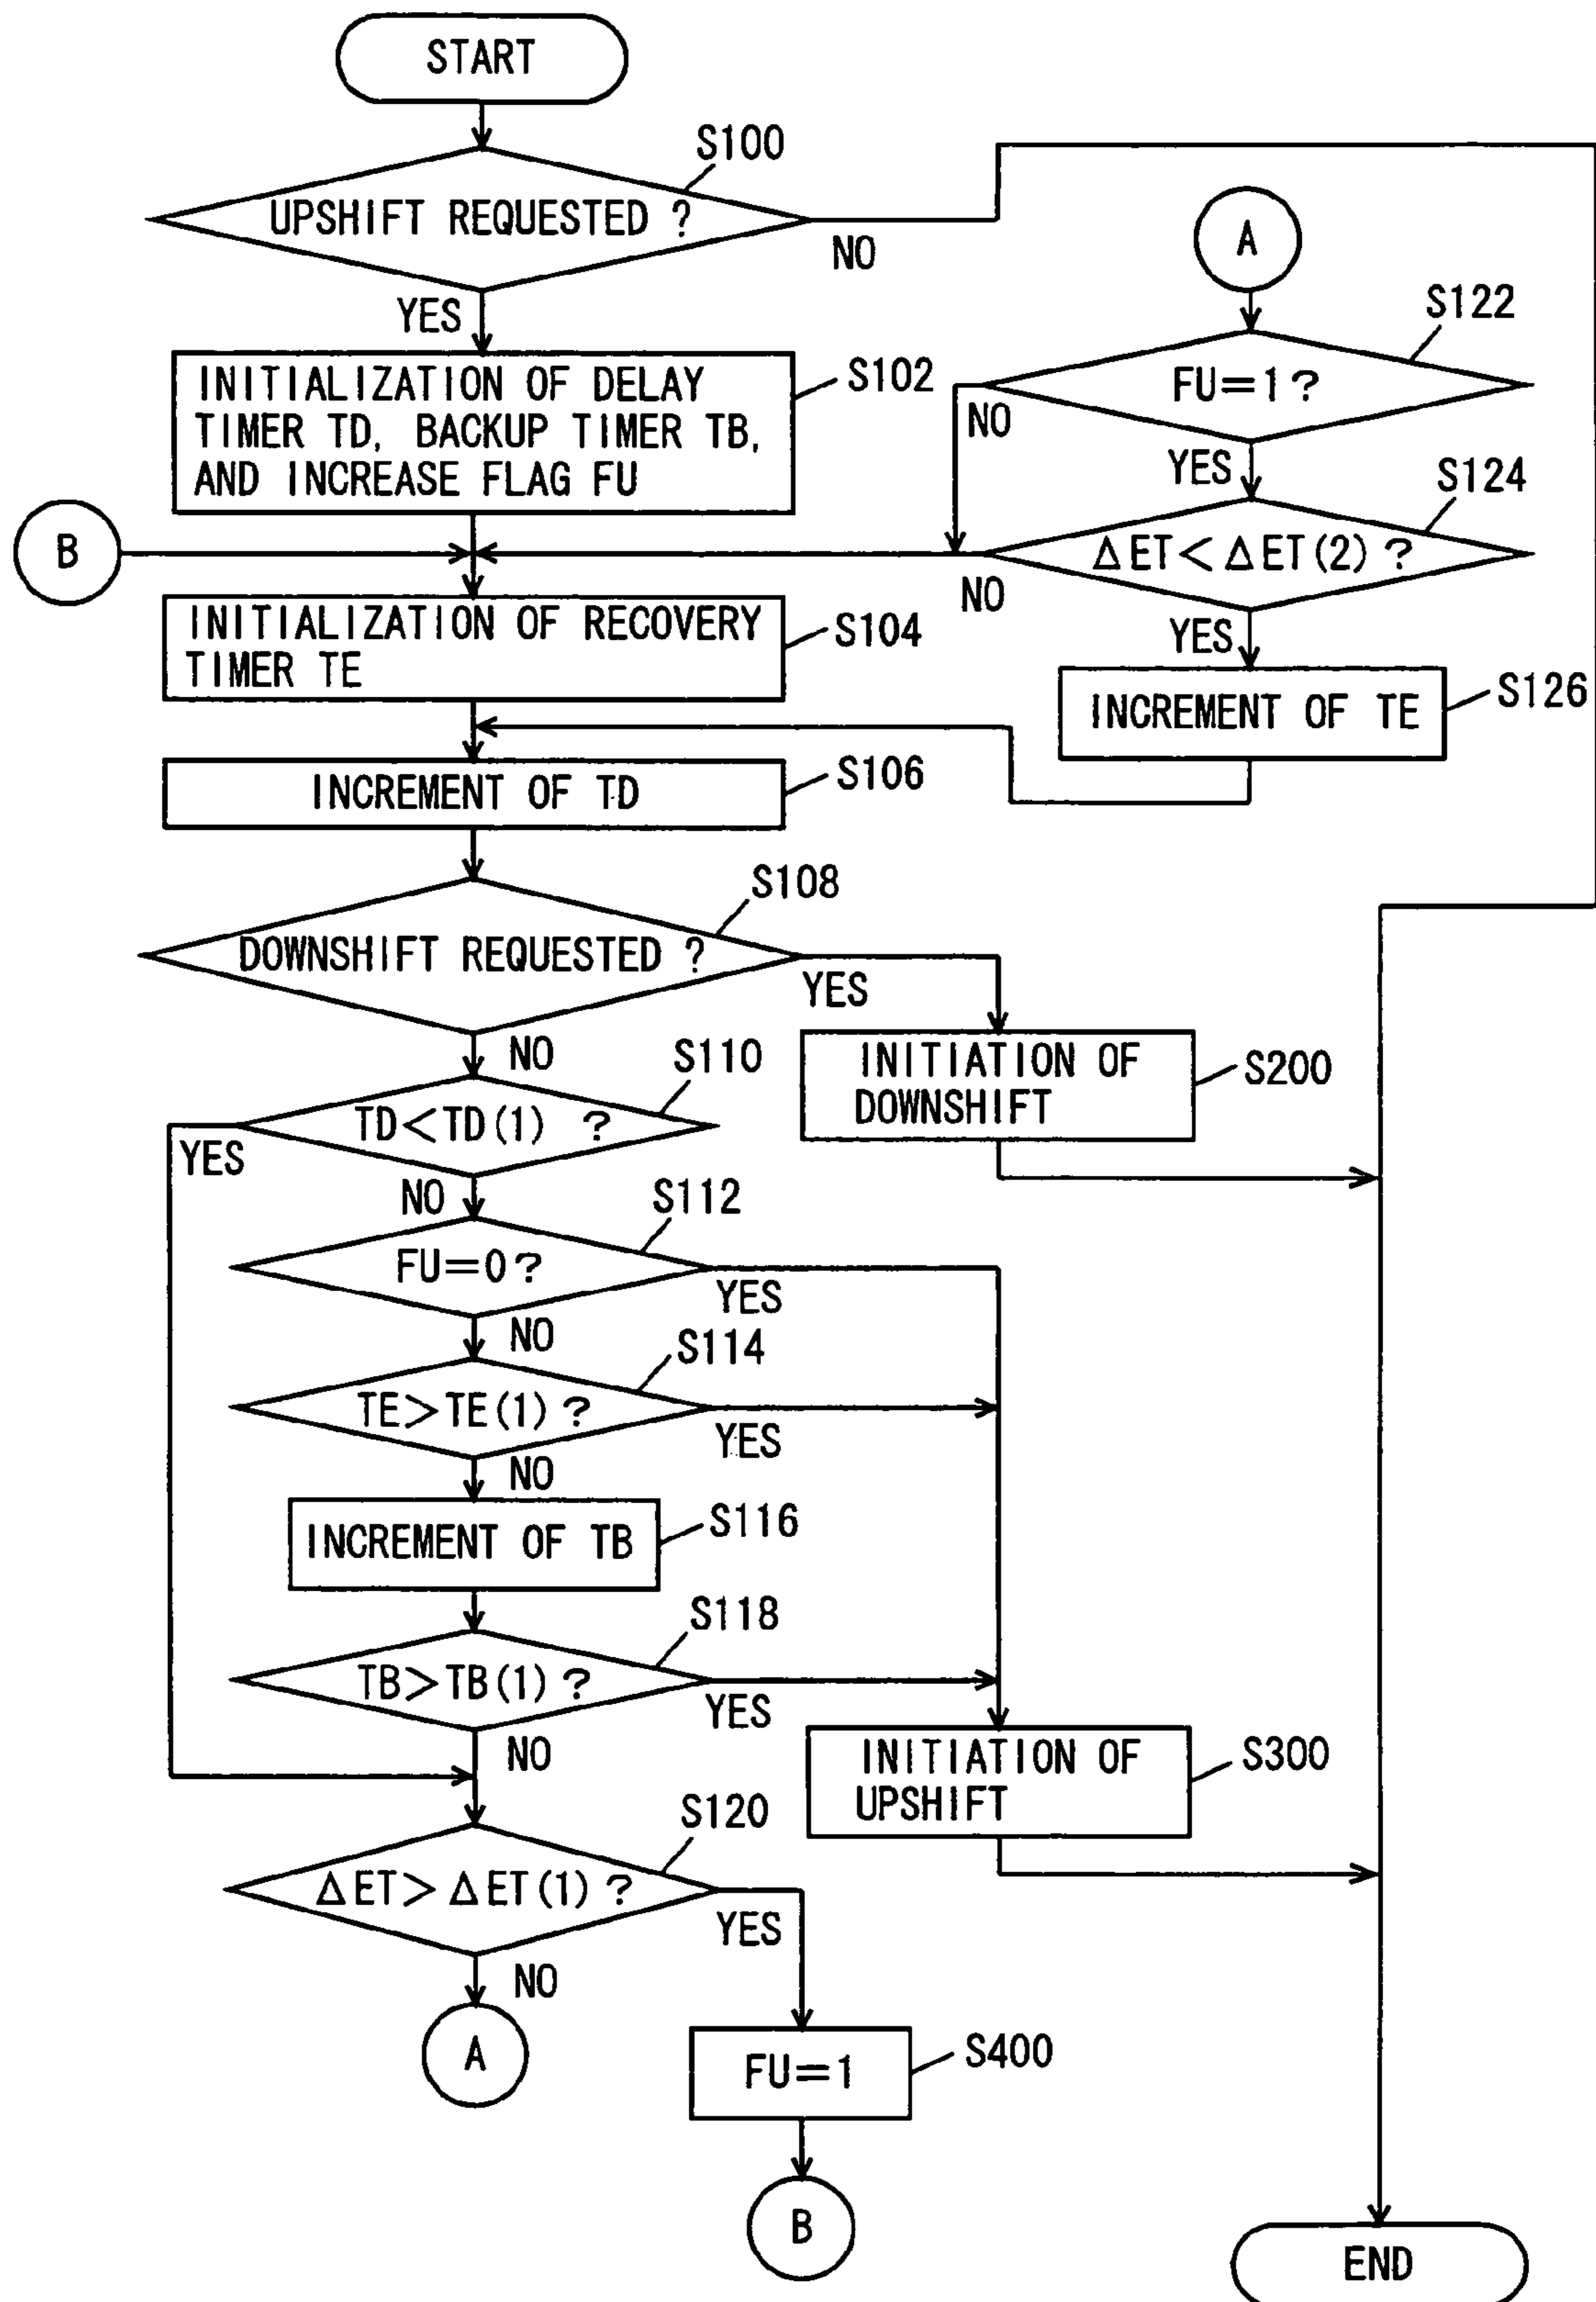 START
S100
UPSHIFT REQUESTED ?
NO
YES
INITIALIZATION OF DELAY
TIMER TD, BACKUP TIMER TB,
AND INCREASE FLAG FU
S102
B
INITIALIZATION OF RECOVERY
TIMER TE
S104
INCREMENT OF TD
S106
A
S122
FU=1?
NO
YES
S124
ΔET<ΔET(2) ?
NO
YES
INCREMENT OF TE
S126
S108
DOWNSHIFT REQUESTED ?
YES
NO
INITIATION OF
DOWNSHIFT
S200
S110
TD<TD(1) ?
YES
NO
S112
FU=0?
YES
NO
S114
TE>TE(1) ?
YES
NO
INCREMENT OF TB
S116
S118
TB>TB(1) ?
YES
NO
INITIATION OF
UPSHIFT
S300
S120
ΔET>ΔET(1) ?
YES
NO
A
FU=1
S400
B
END